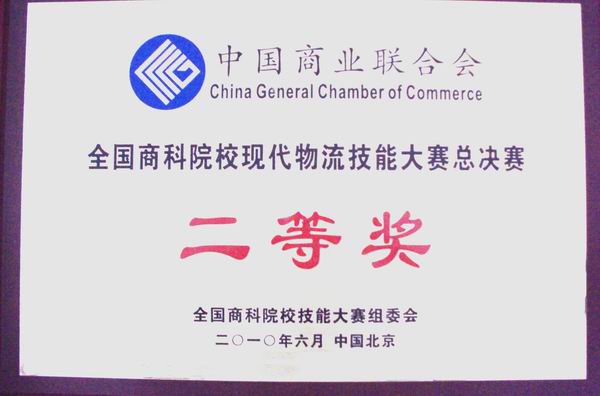 中国商业联合会
China General Chamber of Commerce
全国商科院校现代物流技能大赛总决赛
二等奖
全国商科院校技能大赛组委会
二〇一〇年六月 中国北京